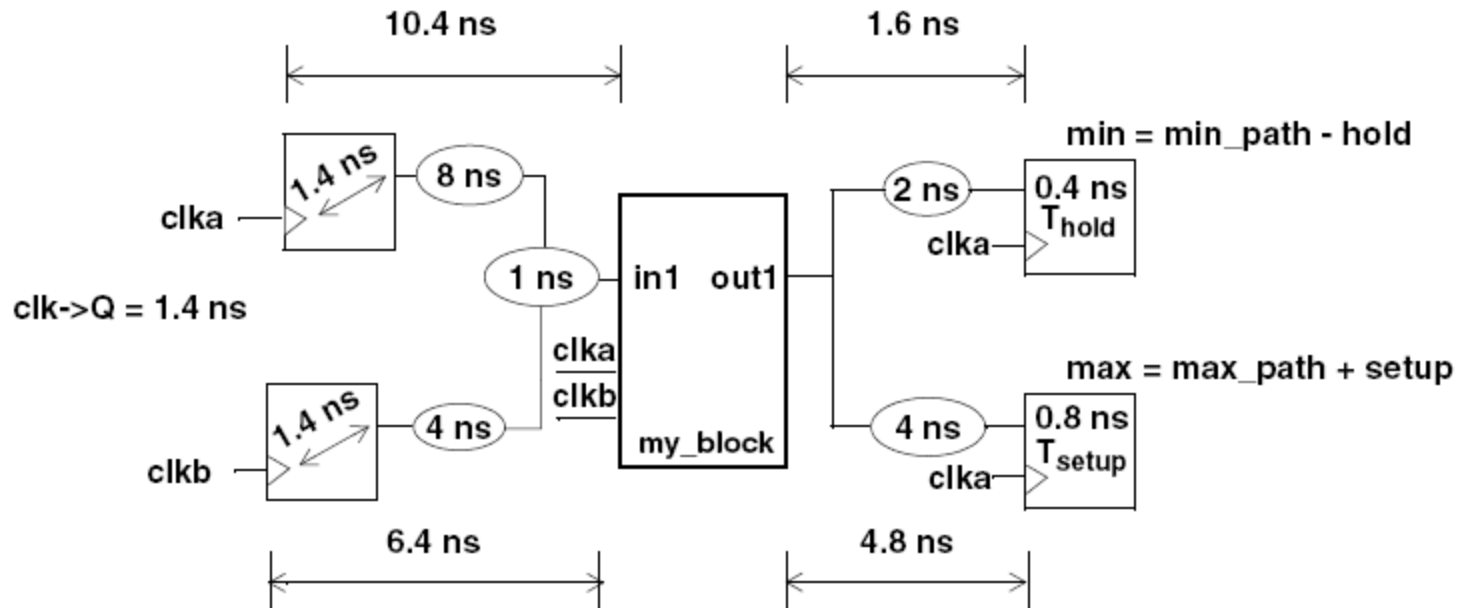 10.4 ns
1.6 ns
min = min_path - hold
1.4 ns
8 ns
2 ns
0.4 ns
Thold
clka
clka
1 ns
in1
out1
clk->Q = 1.4 ns
clka
clkb
max = max_path + setup
1.4 ns
4 ns
my_block
4 ns
0.8 ns
Tsetup
clkb
clka
6.4 ns
4.8 ns